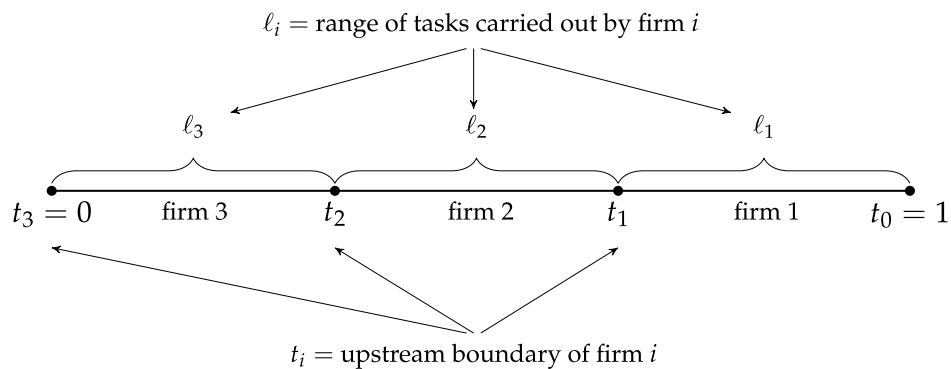 ℓ_i = range of tasks carried out by firm i
ℓ_3 ℓ_2 ℓ_1
t_3 = 0 firm 3 t_2 firm 2 t_1 firm 1 t_0 = 1
t_i = upstream boundary of firm i